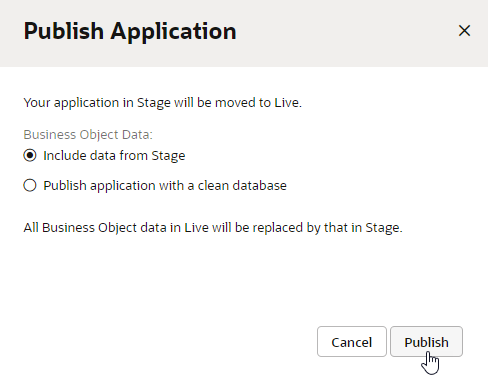 Publish Application
Your application in Stage will be moved to Live.
Business Object Data:
Include data from Stage
Publish application with a clean database
All Business Object data in Live will be replaced by that in Stage.
Cancel
Publish